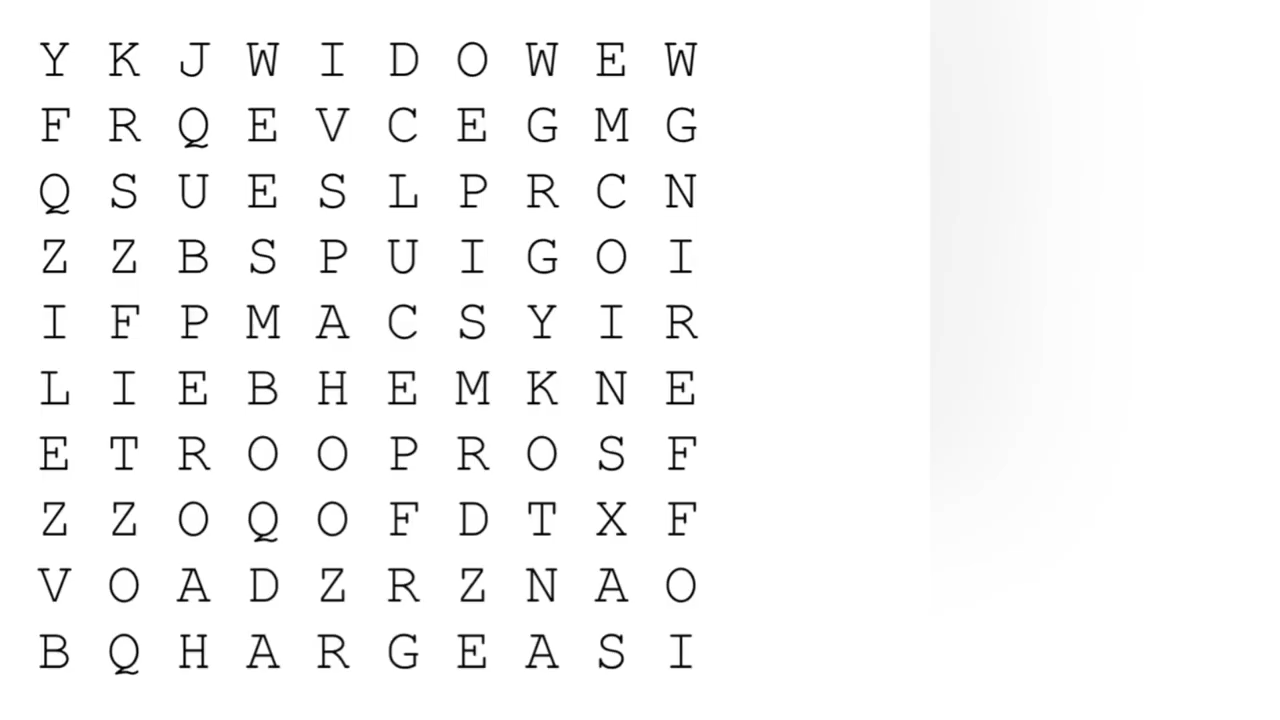 Y K J W I D O W E W
F R Q E V C E G M G
Q S U E S L P R C N
Z Z B S P U I G O I
I F P M A C S Y I R
L I E B H E M K N E
E T R O O P R O S F
Z Z O Q O F D T X F
V O A D Z R Z N A O
B Q H A R G E A S I